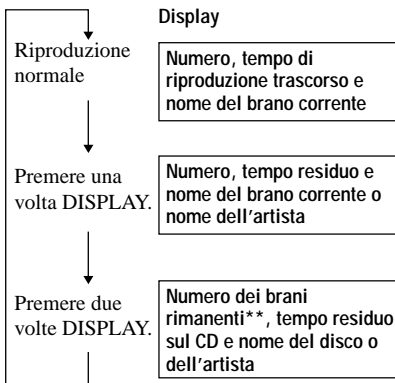 Display
Riproduzione
normale
Numero, tempo di
riproduzione trascorso e
nome del brano corrente
Premere una
volta DISPLAY.
Numero, tempo residuo e
nome del brano corrente o
nome dell'artista
Premere due
volte DISPLAY.
Numero dei brani
rimanenti**, tempo residuo
sul CD e nome del disco o
dell'artista